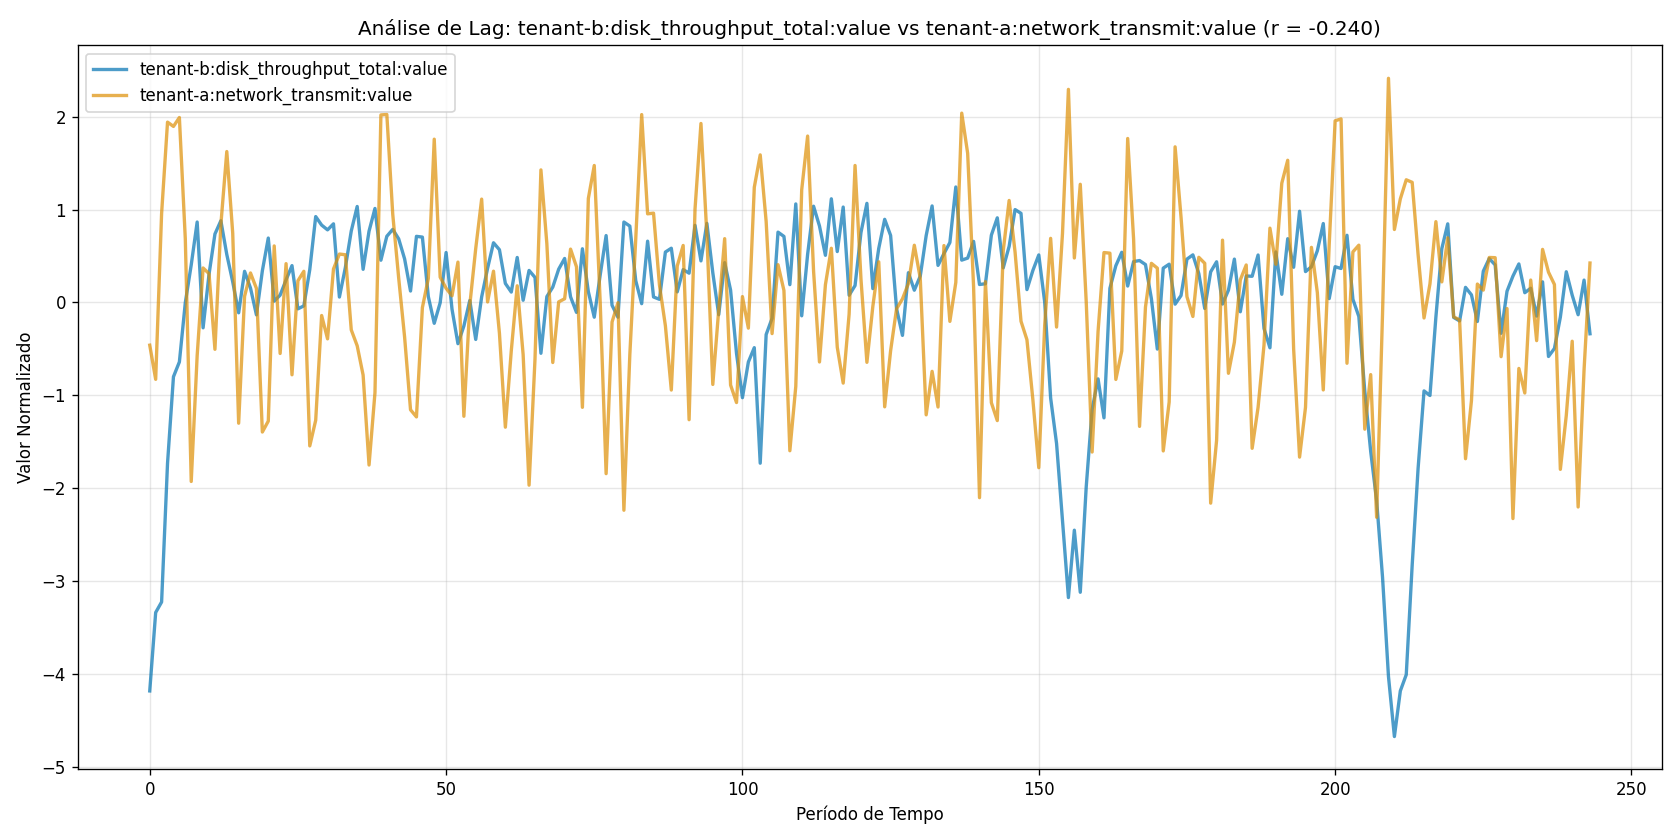 Análise de Lag: tenant-b:disk_throughput_total:value vs tenant-a:network_transmit:value (r = -0.240)
tenant-b:disk_throughput_total:value
tenant-a:network_transmit:value
Valor Normalizado
2
1
0
−1
−2
−3
−4
−5
0 50 100 150 200 250
Período de Tempo